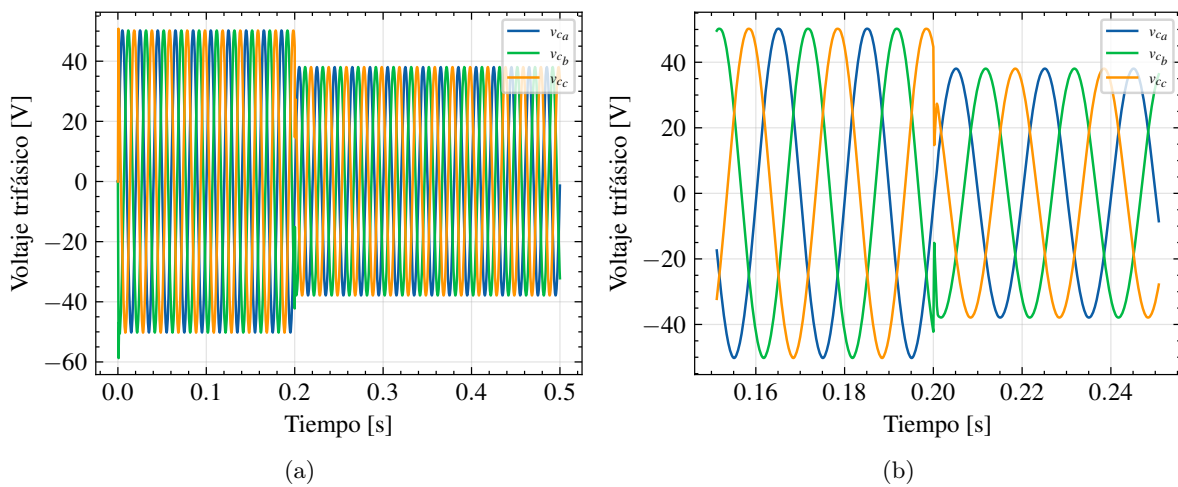 40
20
0
−20
−40
−60
Voltaje trifásico [V]
0.0 0.1 0.2 0.3 0.4 0.5
Tiempo [s]
v_{c_a}
v_{c_b}
v_{c_c}
(a)
40
20
0
−20
−40
Voltaje trifásico [V]
0.16 0.18 0.20 0.22 0.24
Tiempo [s]
v_{c_a}
v_{c_b}
v_{c_c}
(b)